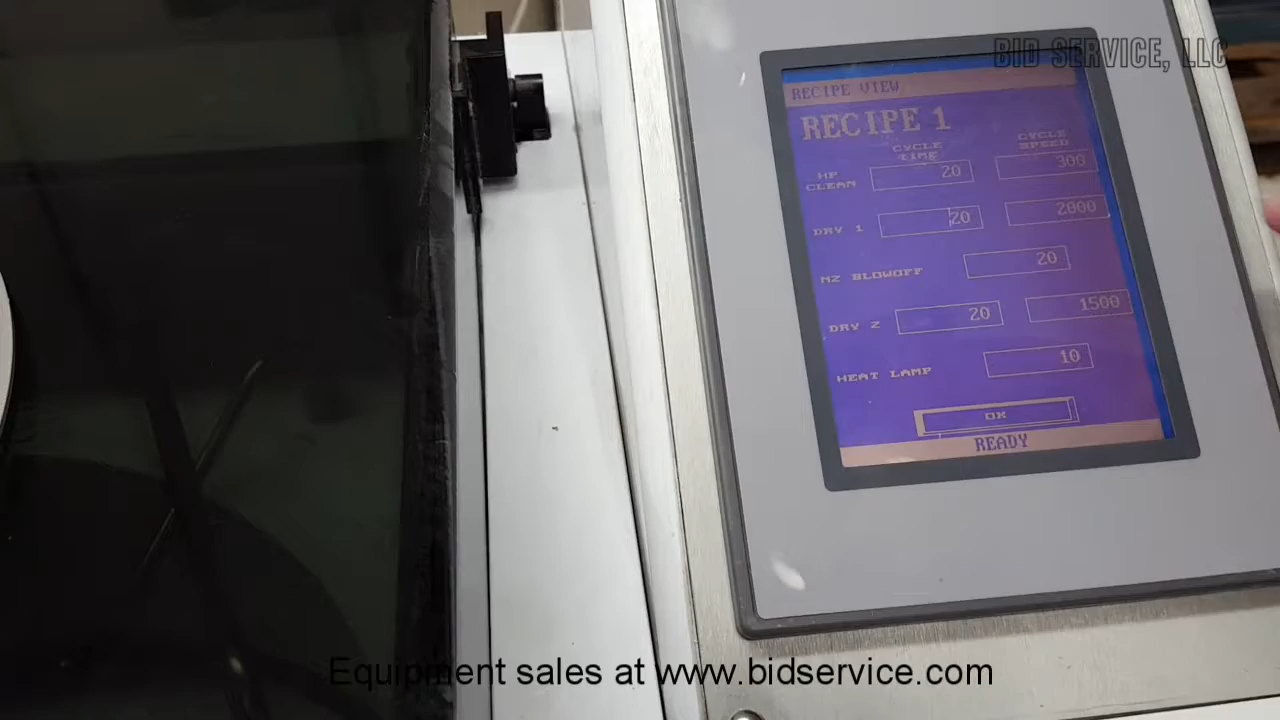 BID SERVICE, LLC
RECIPE VIEW
RECIPE 1
CYCLE TIME CYCLE SPEED
HP CLEAN 20 300
DRY 1 20 2000
N2 BLOWOFF 20
DRY 2 20 1500
HEAT LAMP 10
OK
READY
Equipment sales at www.bidservice.com